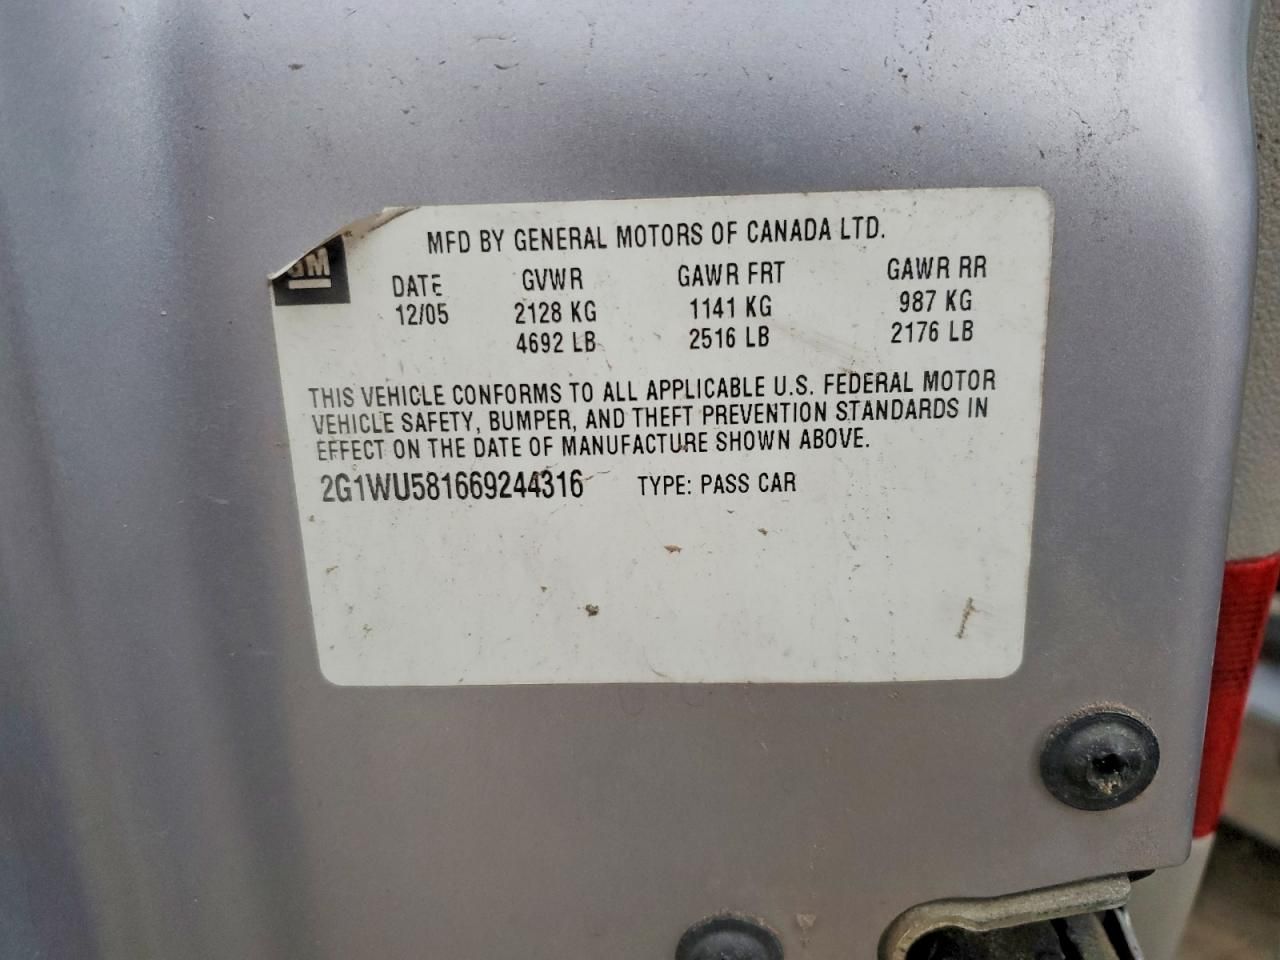 GM
MFD BY GENERAL MOTORS OF CANADA LTD.
DATE GVWR GAWR FRT GAWR RR
12/05 2128 KG 1141 KG 987 KG
4692 LB 2516 LB 2176 LB
THIS VEHICLE CONFORMS TO ALL APPLICABLE U.S. FEDERAL MOTOR
VEHICLE SAFETY, BUMPER, AND THEFT PREVENTION STANDARDS IN
EFFECT ON THE DATE OF MANUFACTURE SHOWN ABOVE.
2G1WU581669244316 TYPE: PASS CAR